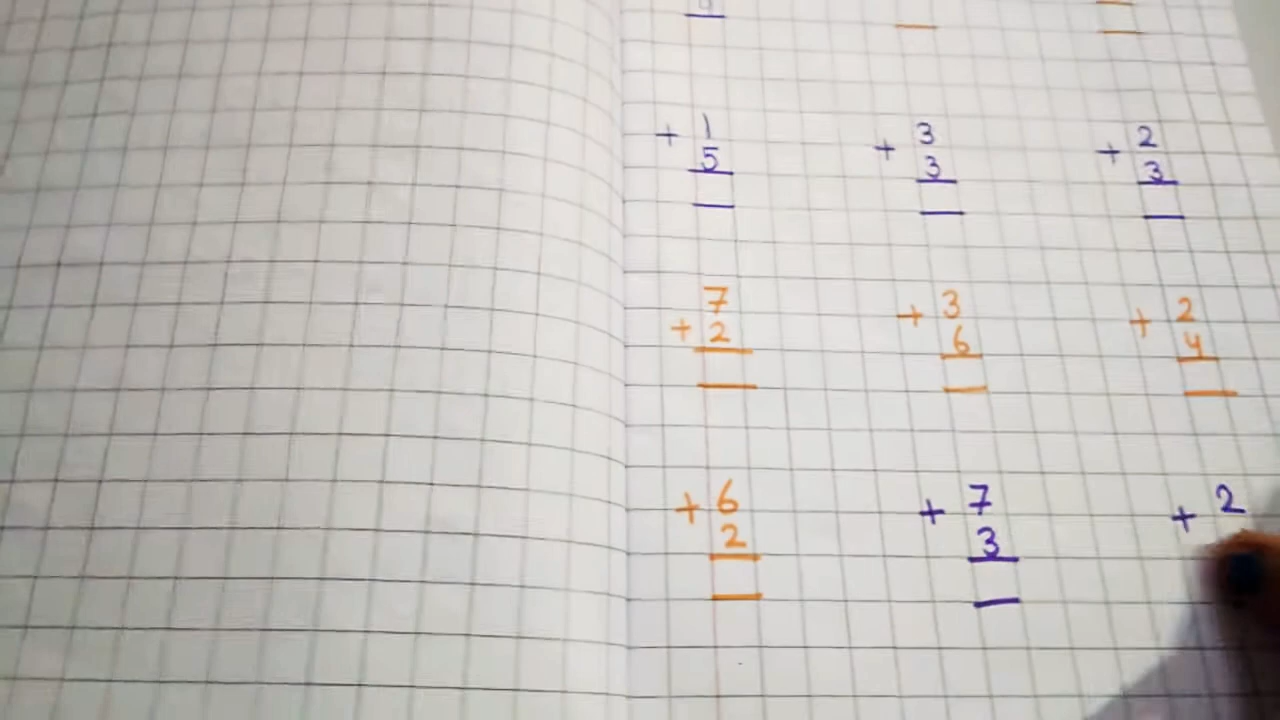 + 1 + 3 + 2
5 3 3
7 + 3 + 2
+ 2 6 4
+ 6 + 7 + 2
2 3